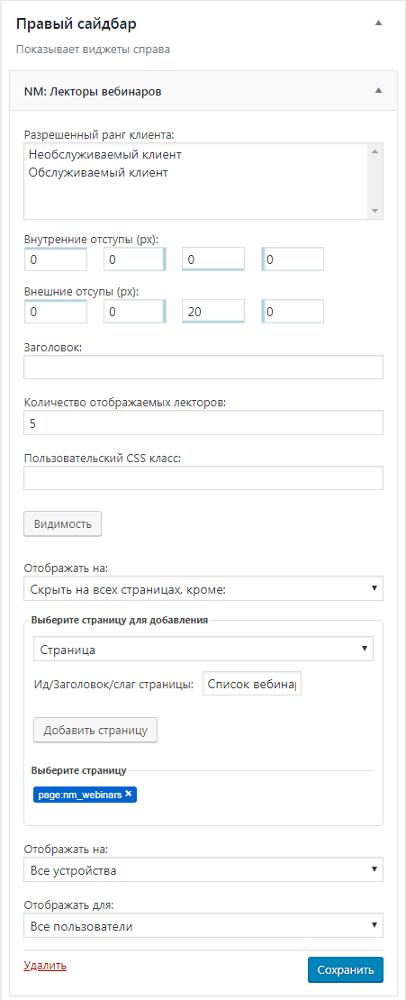 Правый сайдбар
Показывает виджеты справа
NM: Лекторы вебинаров
Разрешенный ранг клиента:
Необслуживаемый клиент
Обслуживаемый клиент
Внутренние отступы (px):
0 0 0 0
Внешние отсупы (px):
0 0 20 0
Заголовок:
Количество отображаемых лекторов:
5
Пользовательский CSS класс:
Видимость
Отображать на:
Скрыть на всех страницах, кроме:
Выберите страницу для добавления
Страница
Ид/Заголовок/слаг страницы: Список вебинар
Добавить страницу
Выберите страницу
page:nm_webinars ×
Отображать на:
Все устройства
Отображать для:
Все пользователи
Удалить Сохранить